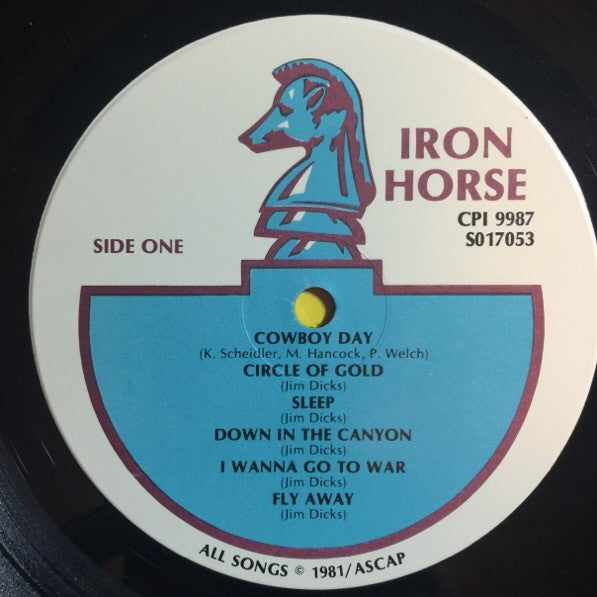 IRON
HORSE
CPI 9987
S017053
SIDE ONE
COWBOY DAY
(K. Scheidler, M. Hancock, P. Welch)
CIRCLE OF GOLD
(Jim Dicks)
SLEEP
(Jim Dicks)
DOWN IN THE CANYON
(Jim Dicks)
I WANNA GO TO WAR
(Jim Dicks)
FLY AWAY
(Jim Dicks)
ALL SONGS © 1981/ASCAP